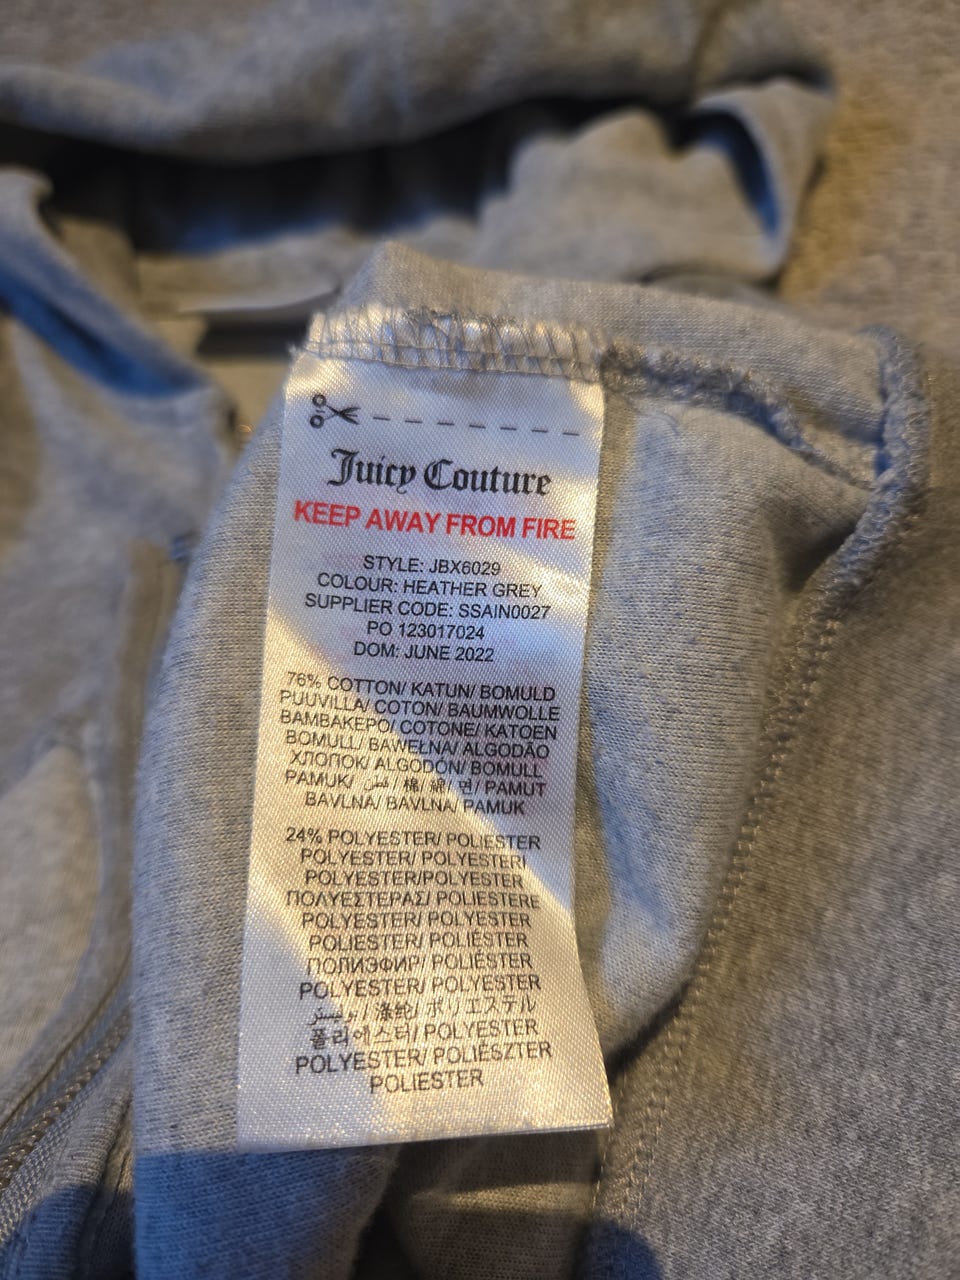 Juicy Couture
KEEP AWAY FROM FIRE
STYLE: JBX6029
COLOUR: HEATHER GREY
SUPPLIER CODE: SSAIN0027
PO 123017024
DOM: JUNE 2022
76% COTTON/ KATUN/ BOMULD
PUUVILLA/ COTON/ BAUMWOLLE
ΒΑΜΒΑΚΕΡΟ/ COTONE/ KATOEN
BOMULL/ BAWEŁNA/ ALGODÃO
ХЛОПОК/ ALGODÓN/ BOMULL
PAMUK/ 棉/ 綿/ 면/ PAMUT
BAVLNA/ BAVLNA/ PAMUK
24% POLYESTER/ POLIESTER
POLYESTER/ POLYESTERI
POLYESTER/POLYESTER
ΠΟΛΥΕΣΤΕΡΑΣ/ POLIESTERE
POLYESTER/ POLYESTER
POLIESTER/ POLIÉSTER
ПОЛИЭФИР/ POLIÉSTER
POLYESTER/ POLYESTER
بوليستر/ 涤纶/ ポリエステル
폴리에스터/ POLYESTER
POLYESTER/ POLIÉSZTER
POLIESTER